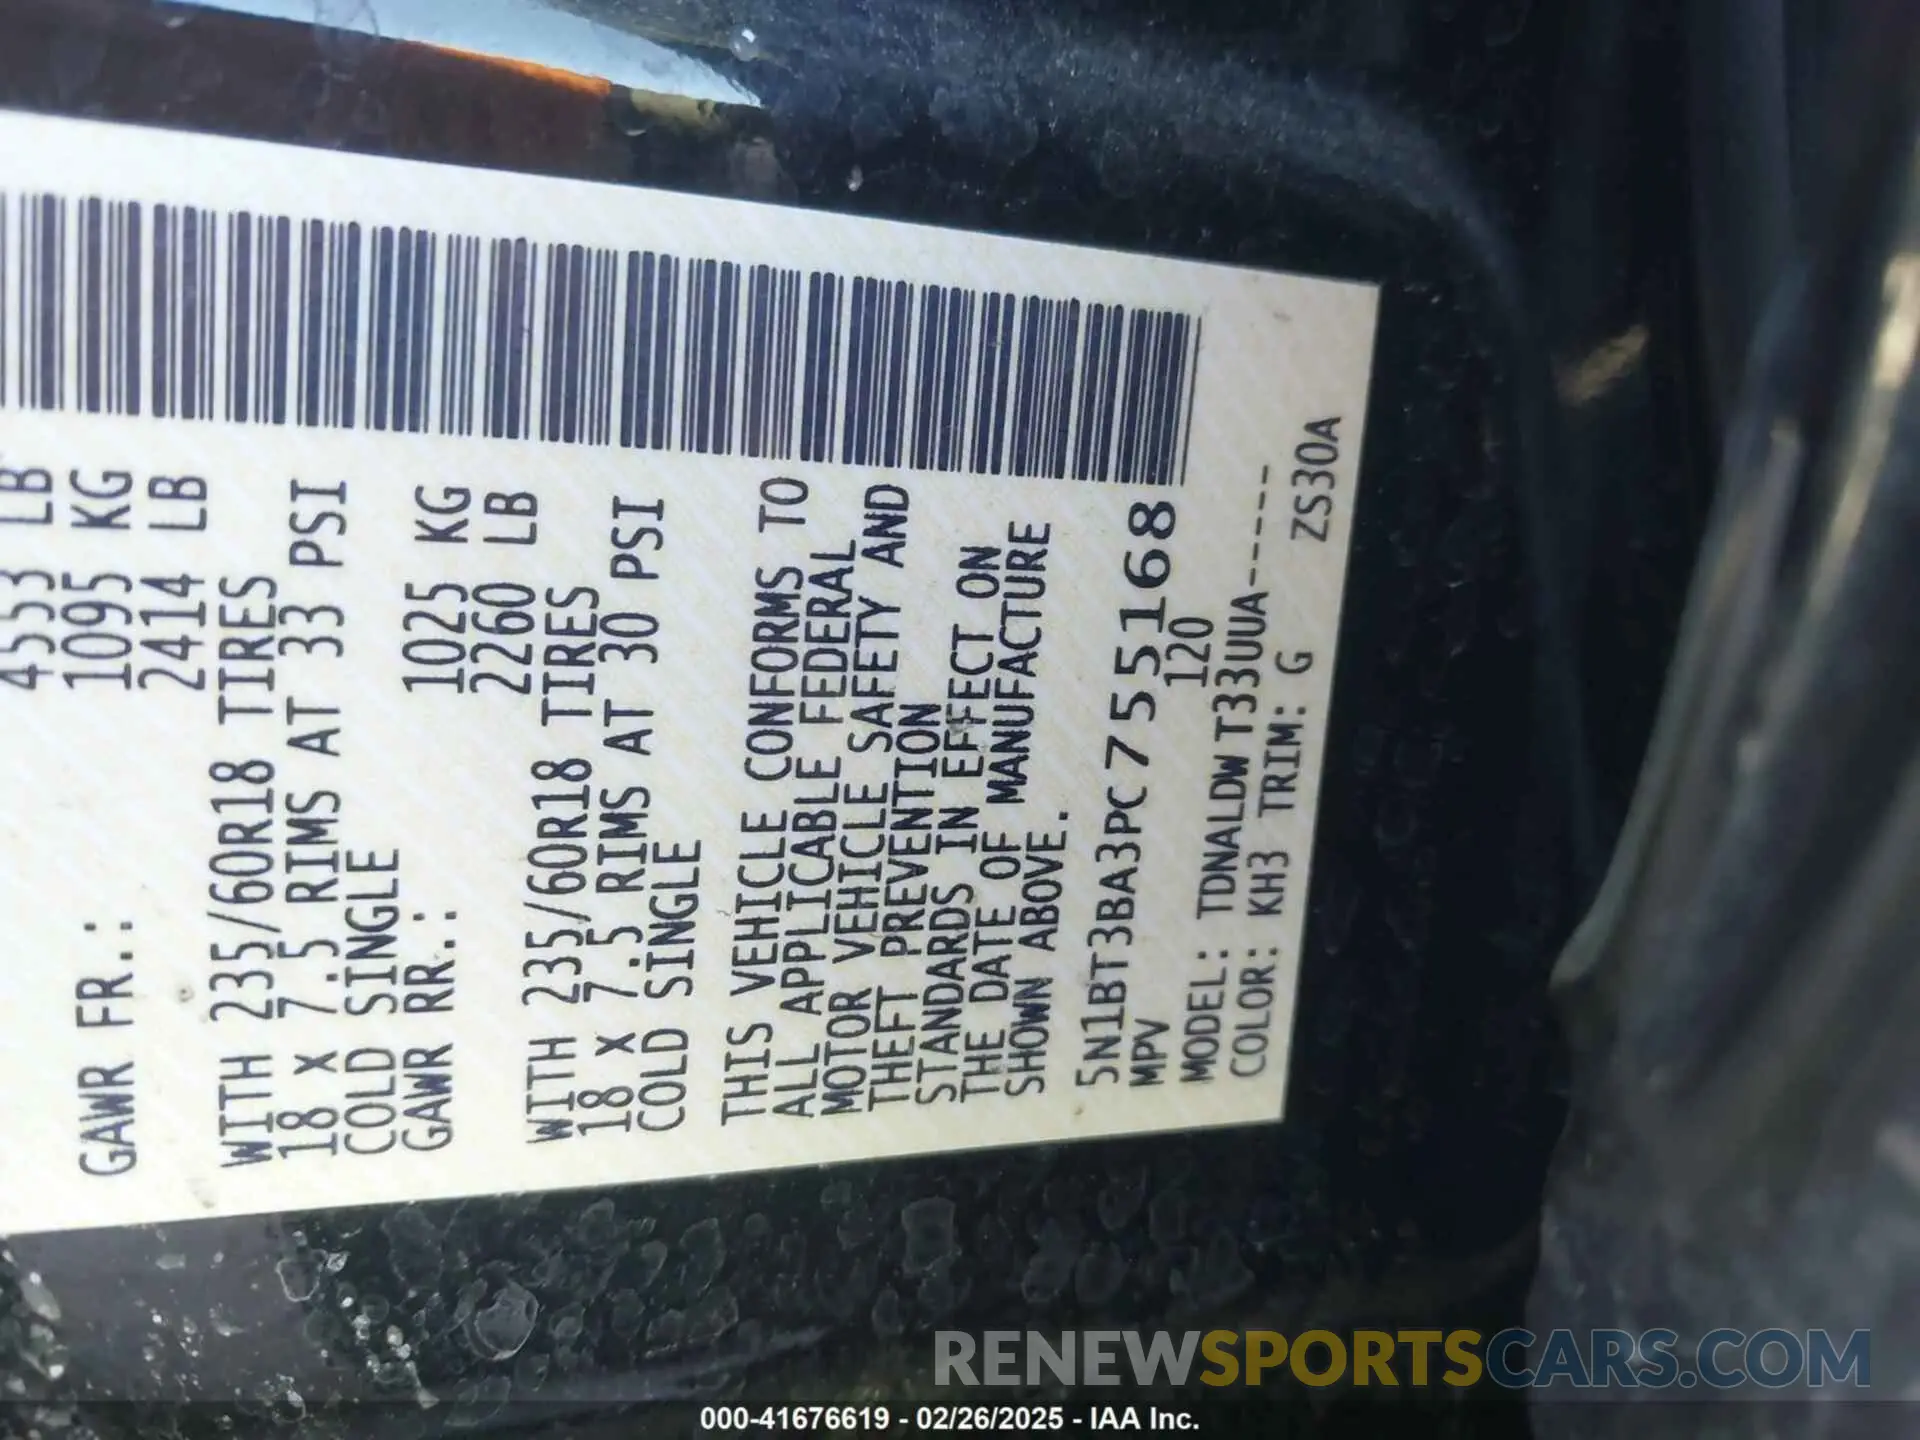 4553 LB
GAWR FR.: 1095 KG
2414 LB
WITH 235/60R18 TIRES
18 x 7.5 RIMS AT 33 PSI
COLD SINGLE
GAWR RR.: 1025 KG
2260 LB
WITH 235/60R18 TIRES
18 x 7.5 RIMS AT 30 PSI
COLD SINGLE
THIS VEHICLE CONFORMS TO
ALL APPLICABLE FEDERAL
MOTOR VEHICLE SAFETY AND
THEFT PREVENTION
STANDARDS IN EFFECT ON
THE DATE OF MANUFACTURE
SHOWN ABOVE.
5N1BT3BA3PC755168
MPV 120
MODEL: TDNALDWT33UUA-----
COLOR: KH3 TRIM: G ZS30A
RENEWSPORTSCARS.COM
000-41676619 - 02/26/2025 - IAA Inc.